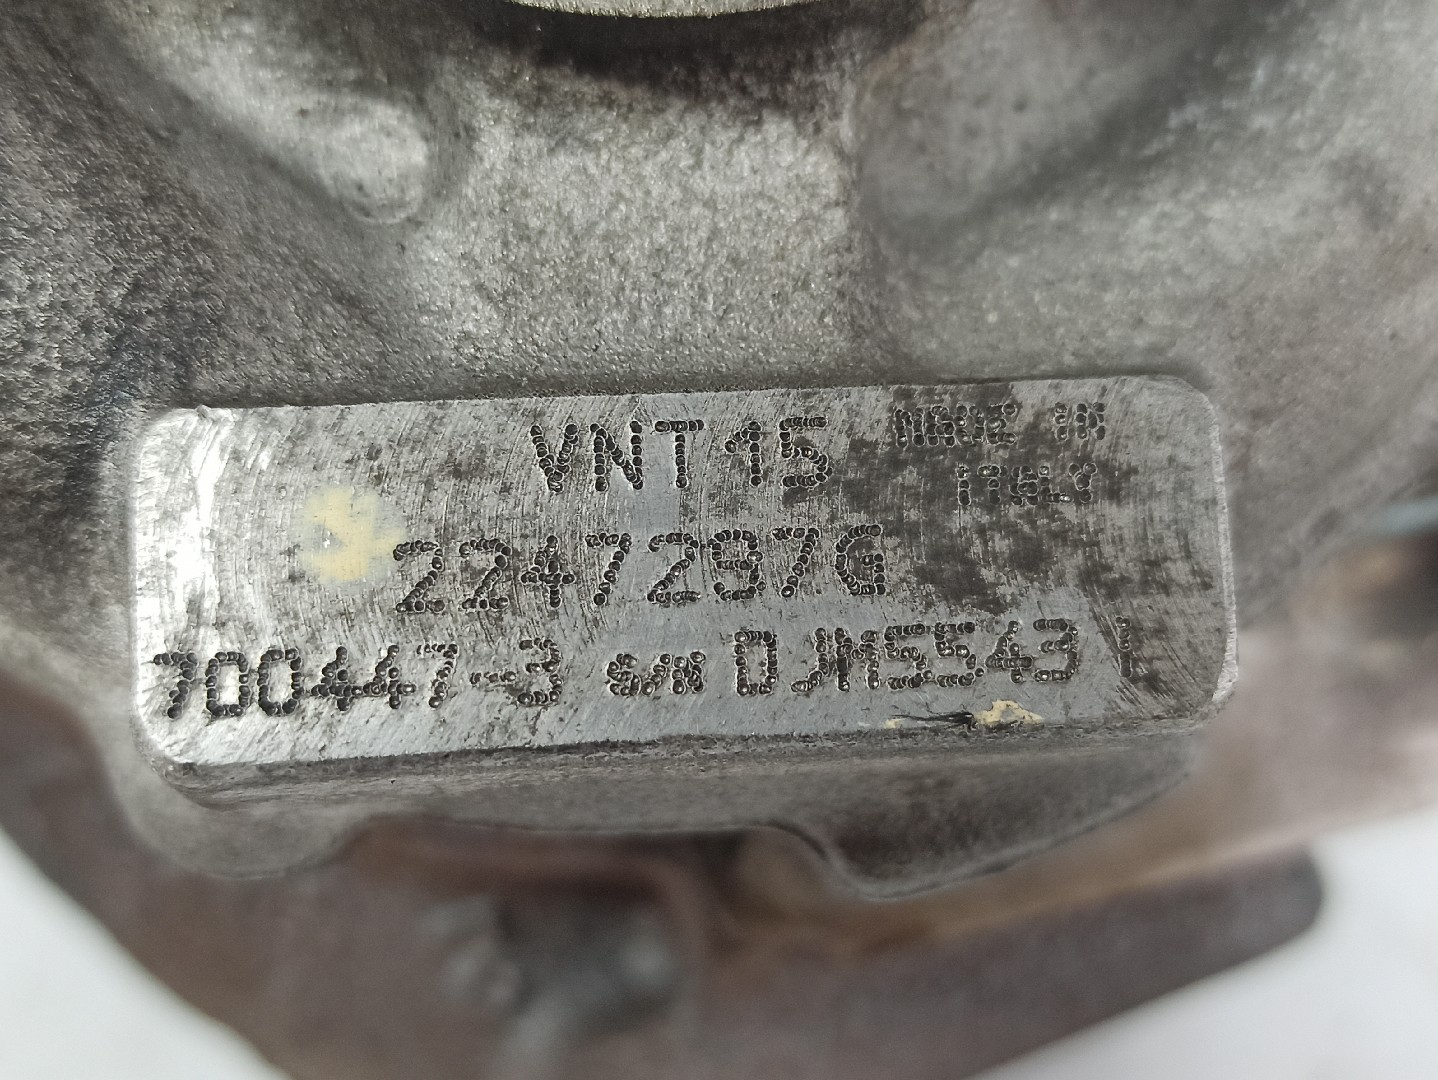 VNT15 MADE IN
ITALY
2247297G
700447-3 S/N DJM5543 L